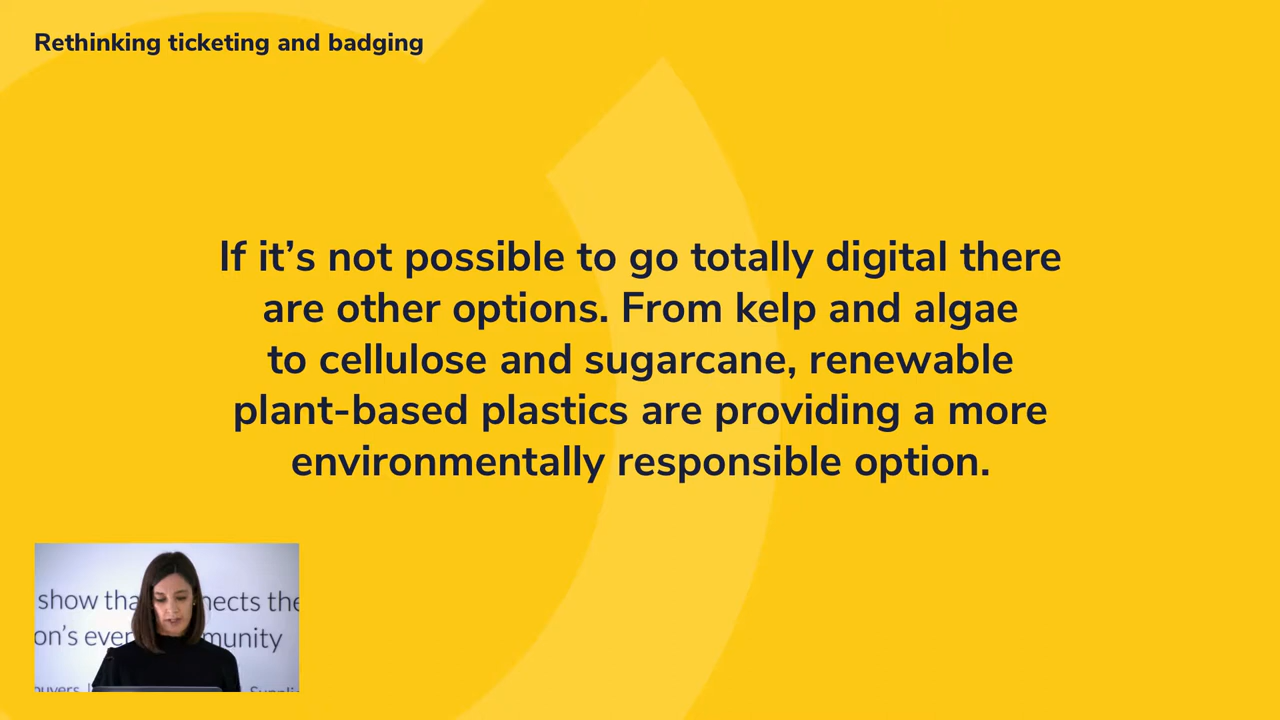 Rethinking ticketing and badging
If it’s not possible to go totally digital there
are other options. From kelp and algae
to cellulose and sugarcane, renewable
plant-based plastics are providing a more
environmentally responsible option.
show tha nects the
on’s ever munity